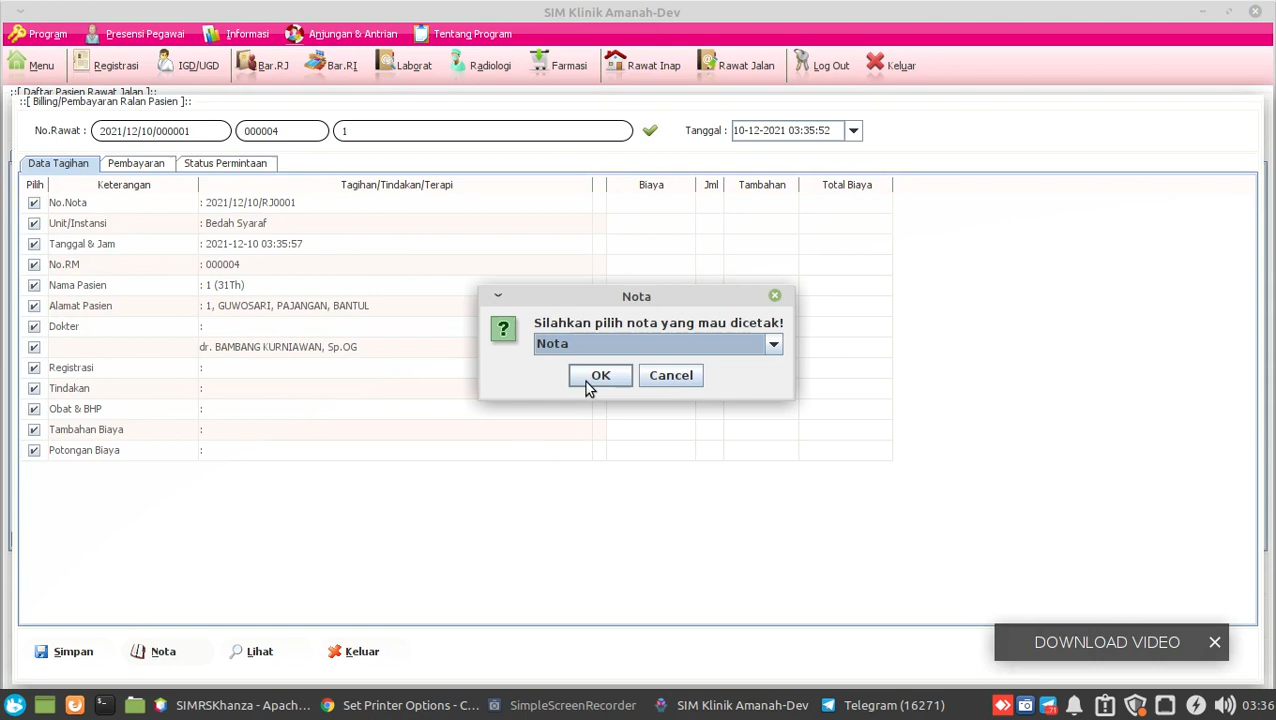 SIM Klinik Amanah-Dev
Program Presensi Pegawai Informasi Anjungan & Antrian Tentang Program
Menu Registrasi IGD/UGD Bar.RJ Bar.RI Laborat Radiologi Farmasi Rawat Inap Rawat Jalan Log Out Keluar
::[ Daftar Pasien Rawat Jalan ]::
::[ Billing/Pembayaran Ralan Pasien ]::
No.Rawat : 2021/12/10/000001 000004 1 Tanggal : 10-12-2021 03:35:52
Data Tagihan Pembayaran Status Permintaan
Pilih Keterangan Tagihan/Tindakan/Terapi Biaya Jml Tambahan Total Biaya
No.Nota : 2021/12/10/RJ0001
Unit/Instansi : Bedah Syaraf
Tanggal & Jam : 2021-12-10 03:35:57
No.RM : 000004
Nama Pasien : 1 (31Th)
Alamat Pasien : 1, GUWOSARI, PAJANGAN, BANTUL
Dokter :
dr. BAMBANG KURNIAWAN, Sp.OG
Registrasi :
Tindakan :
Obat & BHP :
Tambahan Biaya :
Potongan Biaya :
Nota
?
Silahkan pilih nota yang mau dicetak!
Nota
OK Cancel
Simpan Nota Lihat Keluar
DOWNLOAD VIDEO
SIMRSKhanza - Apach... Set Printer Options - C... SimpleScreenRecorder SIM Klinik Amanah-Dev Telegram (16271) 03:36